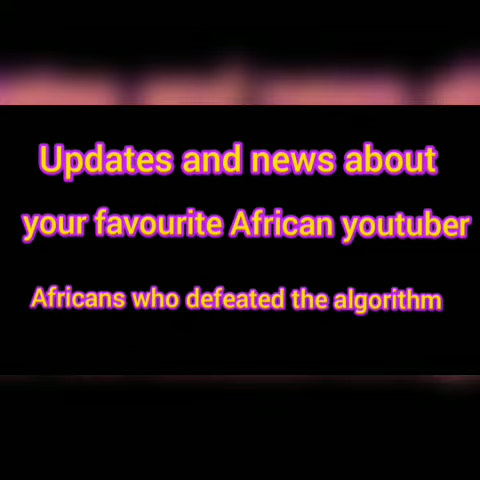 Updates and news about
your favourite African youtuber
Africans who defeated the algorithm